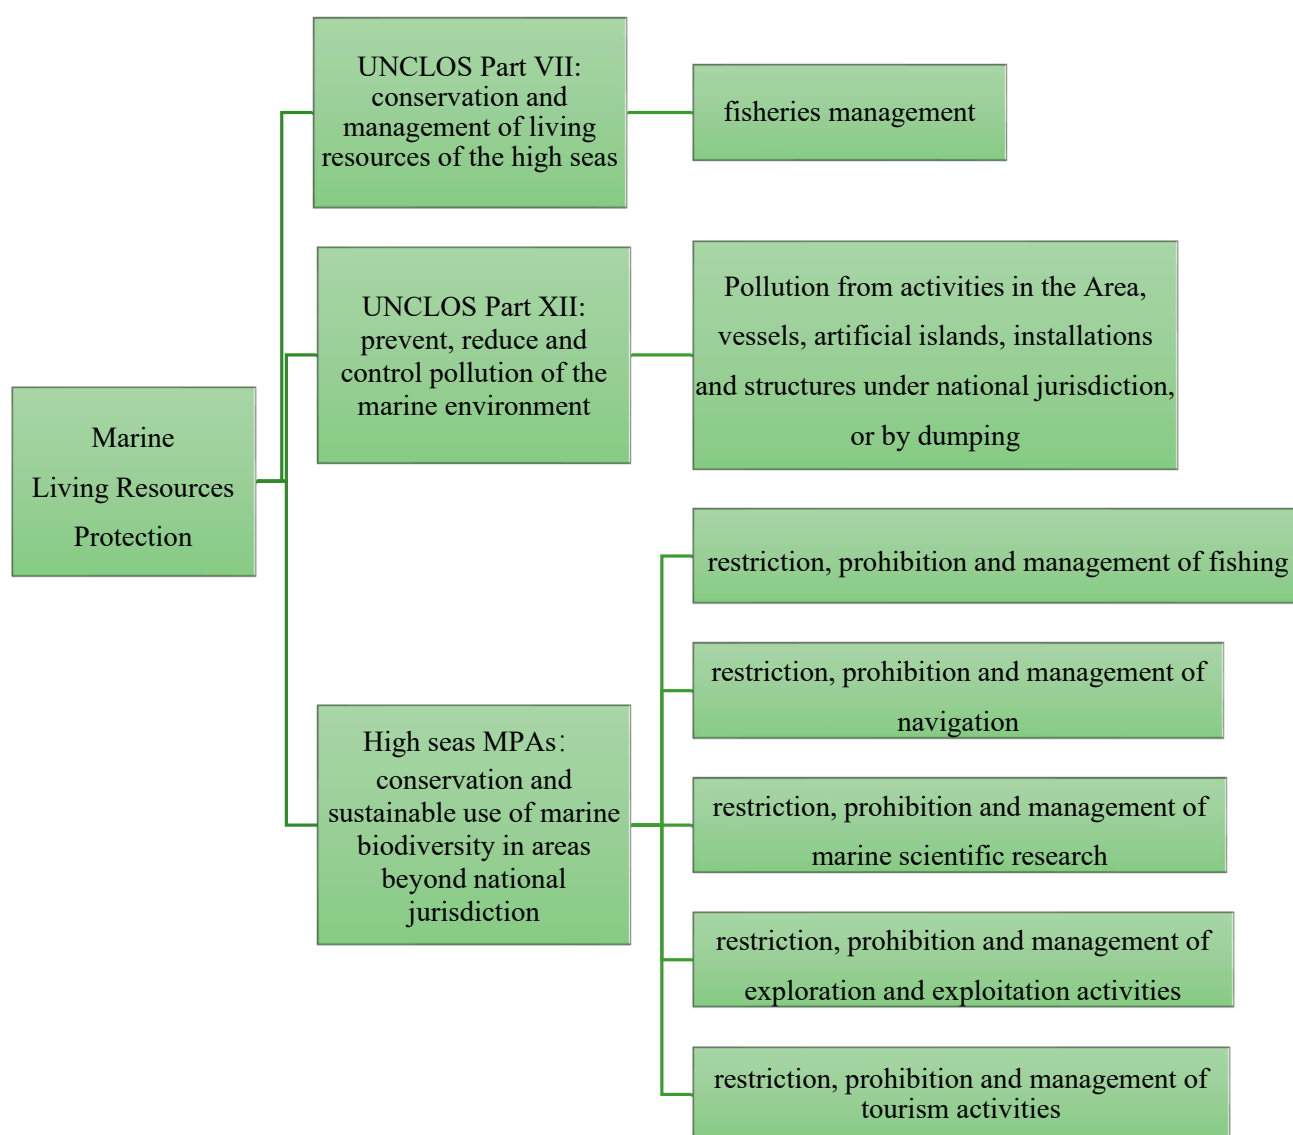 UNCLOS Part VII:
conservation and
management of living
resources of the high seas
fisheries management
UNCLOS Part XII:
prevent, reduce and
control pollution of the
marine environment
Pollution from activities in the Area,
vessels, artificial islands, installations
and structures under national jurisdiction,
or by dumping
Marine
Living Resources
Protection
High seas MPAs：
conservation and
sustainable use of marine
biodiversity in areas
beyond national
jurisdiction
restriction, prohibition and management of fishing
restriction, prohibition and management of
navigation
restriction, prohibition and management of
marine scientific research
restriction, prohibition and management of
exploration and exploitation activities
restriction, prohibition and management of
tourism activities